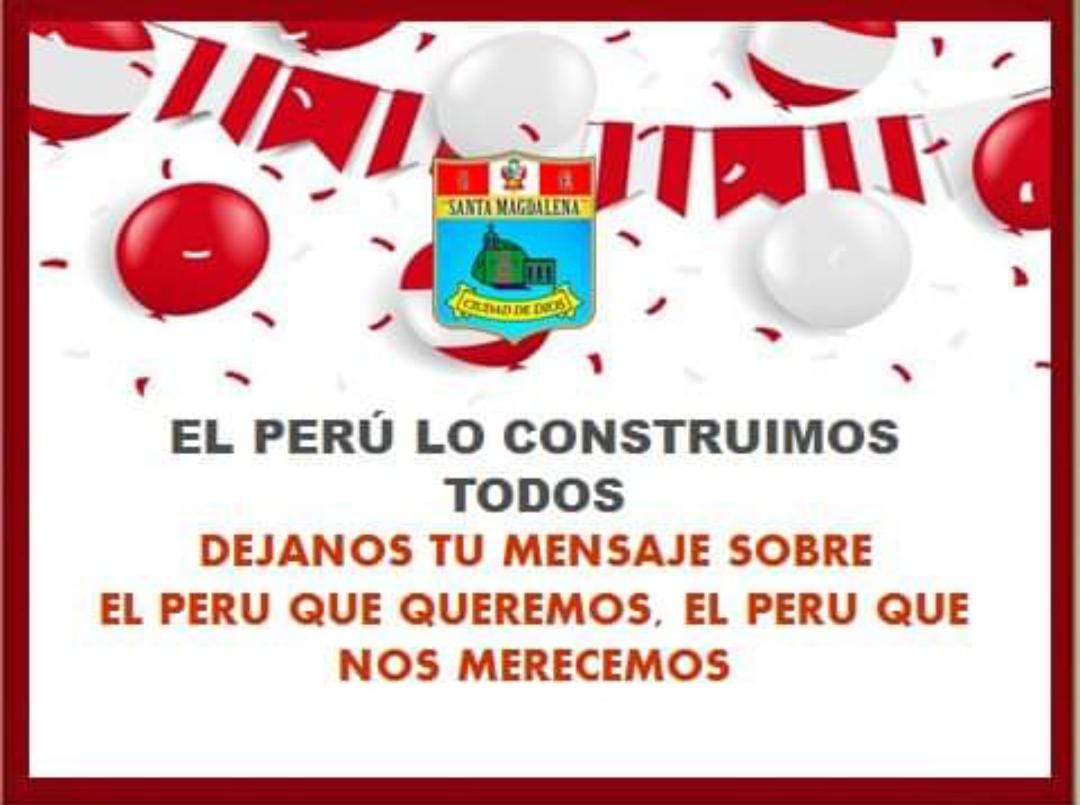 "SANTA MAGDALENA"
CIUDAD DE DIOS
EL PERÚ LO CONSTRUIMOS
TODOS
DEJANOS TU MENSAJE SOBRE
EL PERU QUE QUEREMOS, EL PERU QUE
NOS MERECEMOS